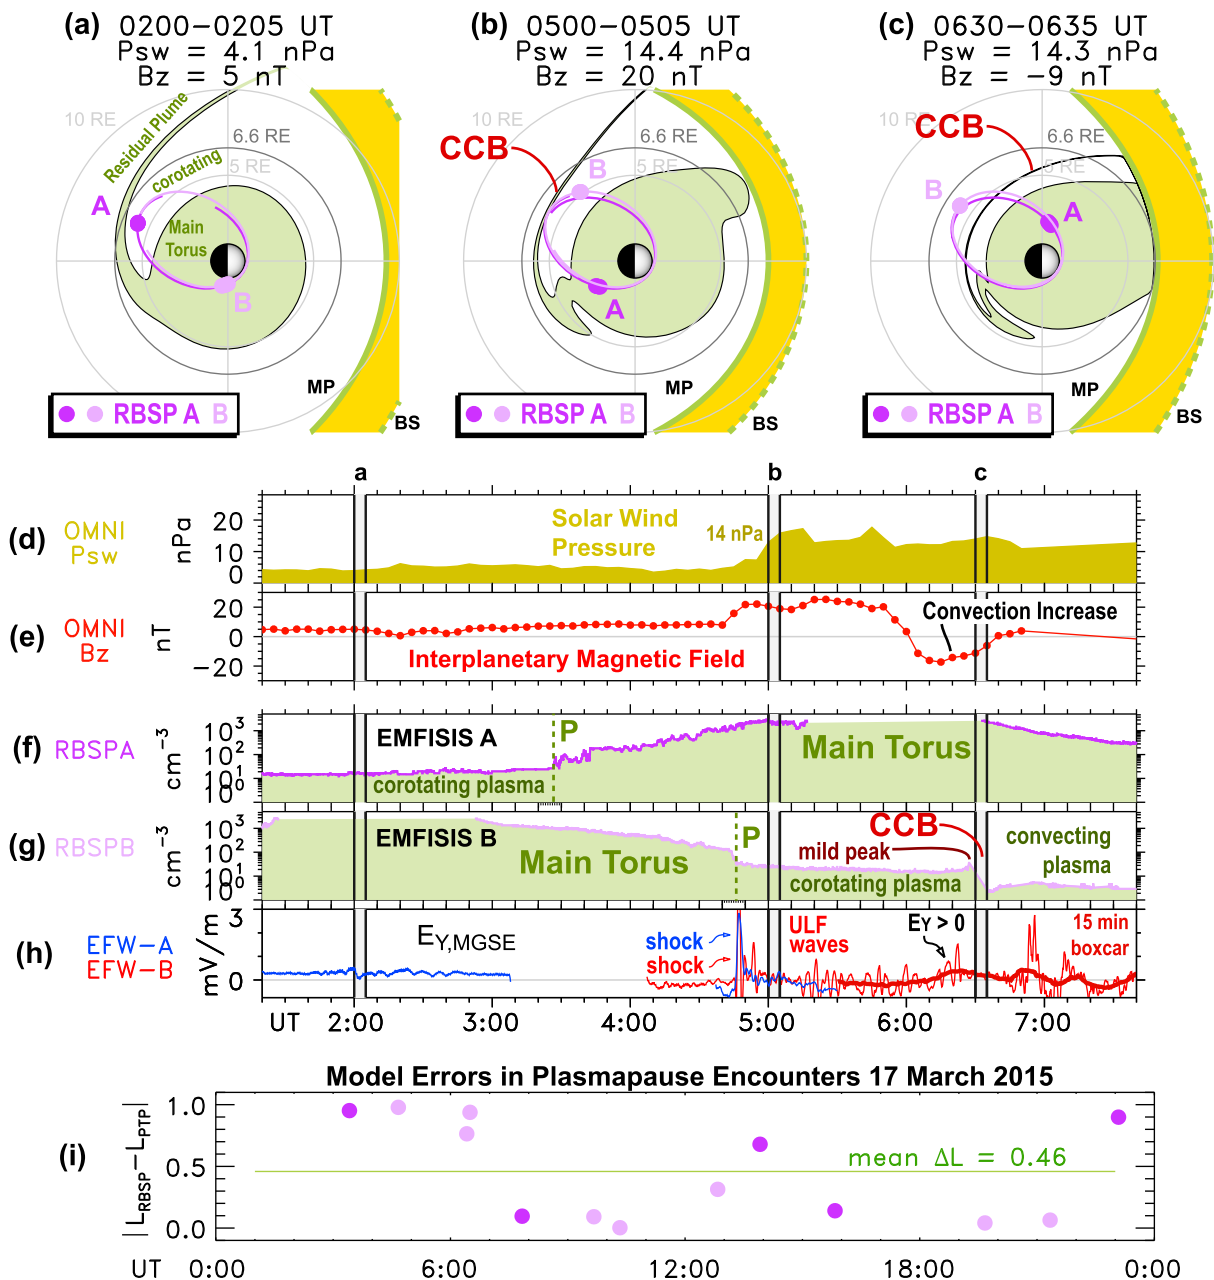 (a) 0200–0205 UT
Psw = 4.1 nPa
Bz = 5 nT
10 RE
Residual Plume
6.6 RE
corotating
5 RE
A
Main
Torus
B
MP
BS
RBSP A B
(b) 0500–0505 UT
Psw = 14.4 nPa
Bz = 20 nT
10 RE
CCB
6.6 RE
5 RE
B
A
MP
BS
RBSP A B
(c) 0630–0635 UT
Psw = 14.3 nPa
Bz = −9 nT
10 RE
CCB
6.6 RE
5 RE
B
A
MP
BS
RBSP A B
a b c
(d) OMNI
Psw
nPa
20
10
0
Solar Wind
Pressure
14 nPa
(e) OMNI
Bz
nT
20
0
−20
Interplanetary Magnetic Field
Convection Increase
(f) RBSPA
cm⁻³
10³
10²
10¹
10⁰
EMFISIS A
P
corotating plasma
Main Torus
(g) RBSPB
cm⁻³
10³
10²
10¹
10⁰
EMFISIS B
Main Torus
P
CCB
mild peak
corotating plasma
convecting
plasma
(h) EFW−A
EFW−B
mV/m
3
0
E_Y,MGSE
shock
shock
ULF
waves
E_Y > 0
15 min
boxcar
UT 2:00 3:00 4:00 5:00 6:00 7:00
Model Errors in Plasmapause Encounters 17 March 2015
(i) |L_RBSP−L_PTP|
1.0
0.5
0.0
mean ΔL = 0.46
UT 0:00 6:00 12:00 18:00 0:00